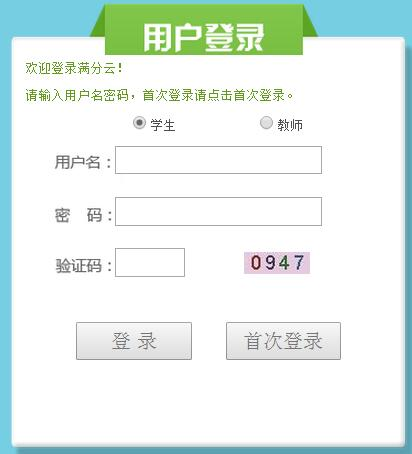 用户登录
欢迎登录满分云!
请输入用户名密码，首次登录请点击首次登录。
学生 教师
用户名：
密 码：
验证码： 0947
登 录 首次登录